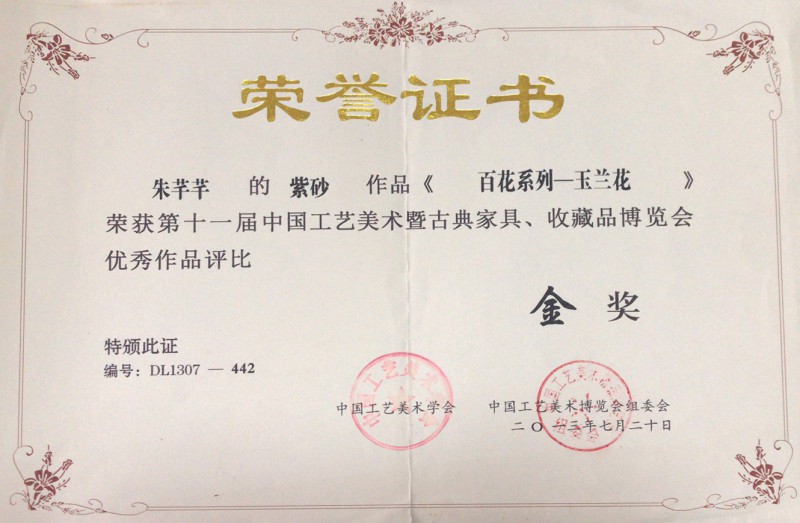 荣誉证书
朱芊芊 的 紫砂 作品《 百花系列—玉兰花 》
荣获第十一届中国工艺美术暨古典家具、收藏品博览会
优秀作品评比
金奖
特颁此证
编号:DL1307 — 442
中国工艺美术学会 中国工艺美术博览会组委会
二〇一三年七月二十日